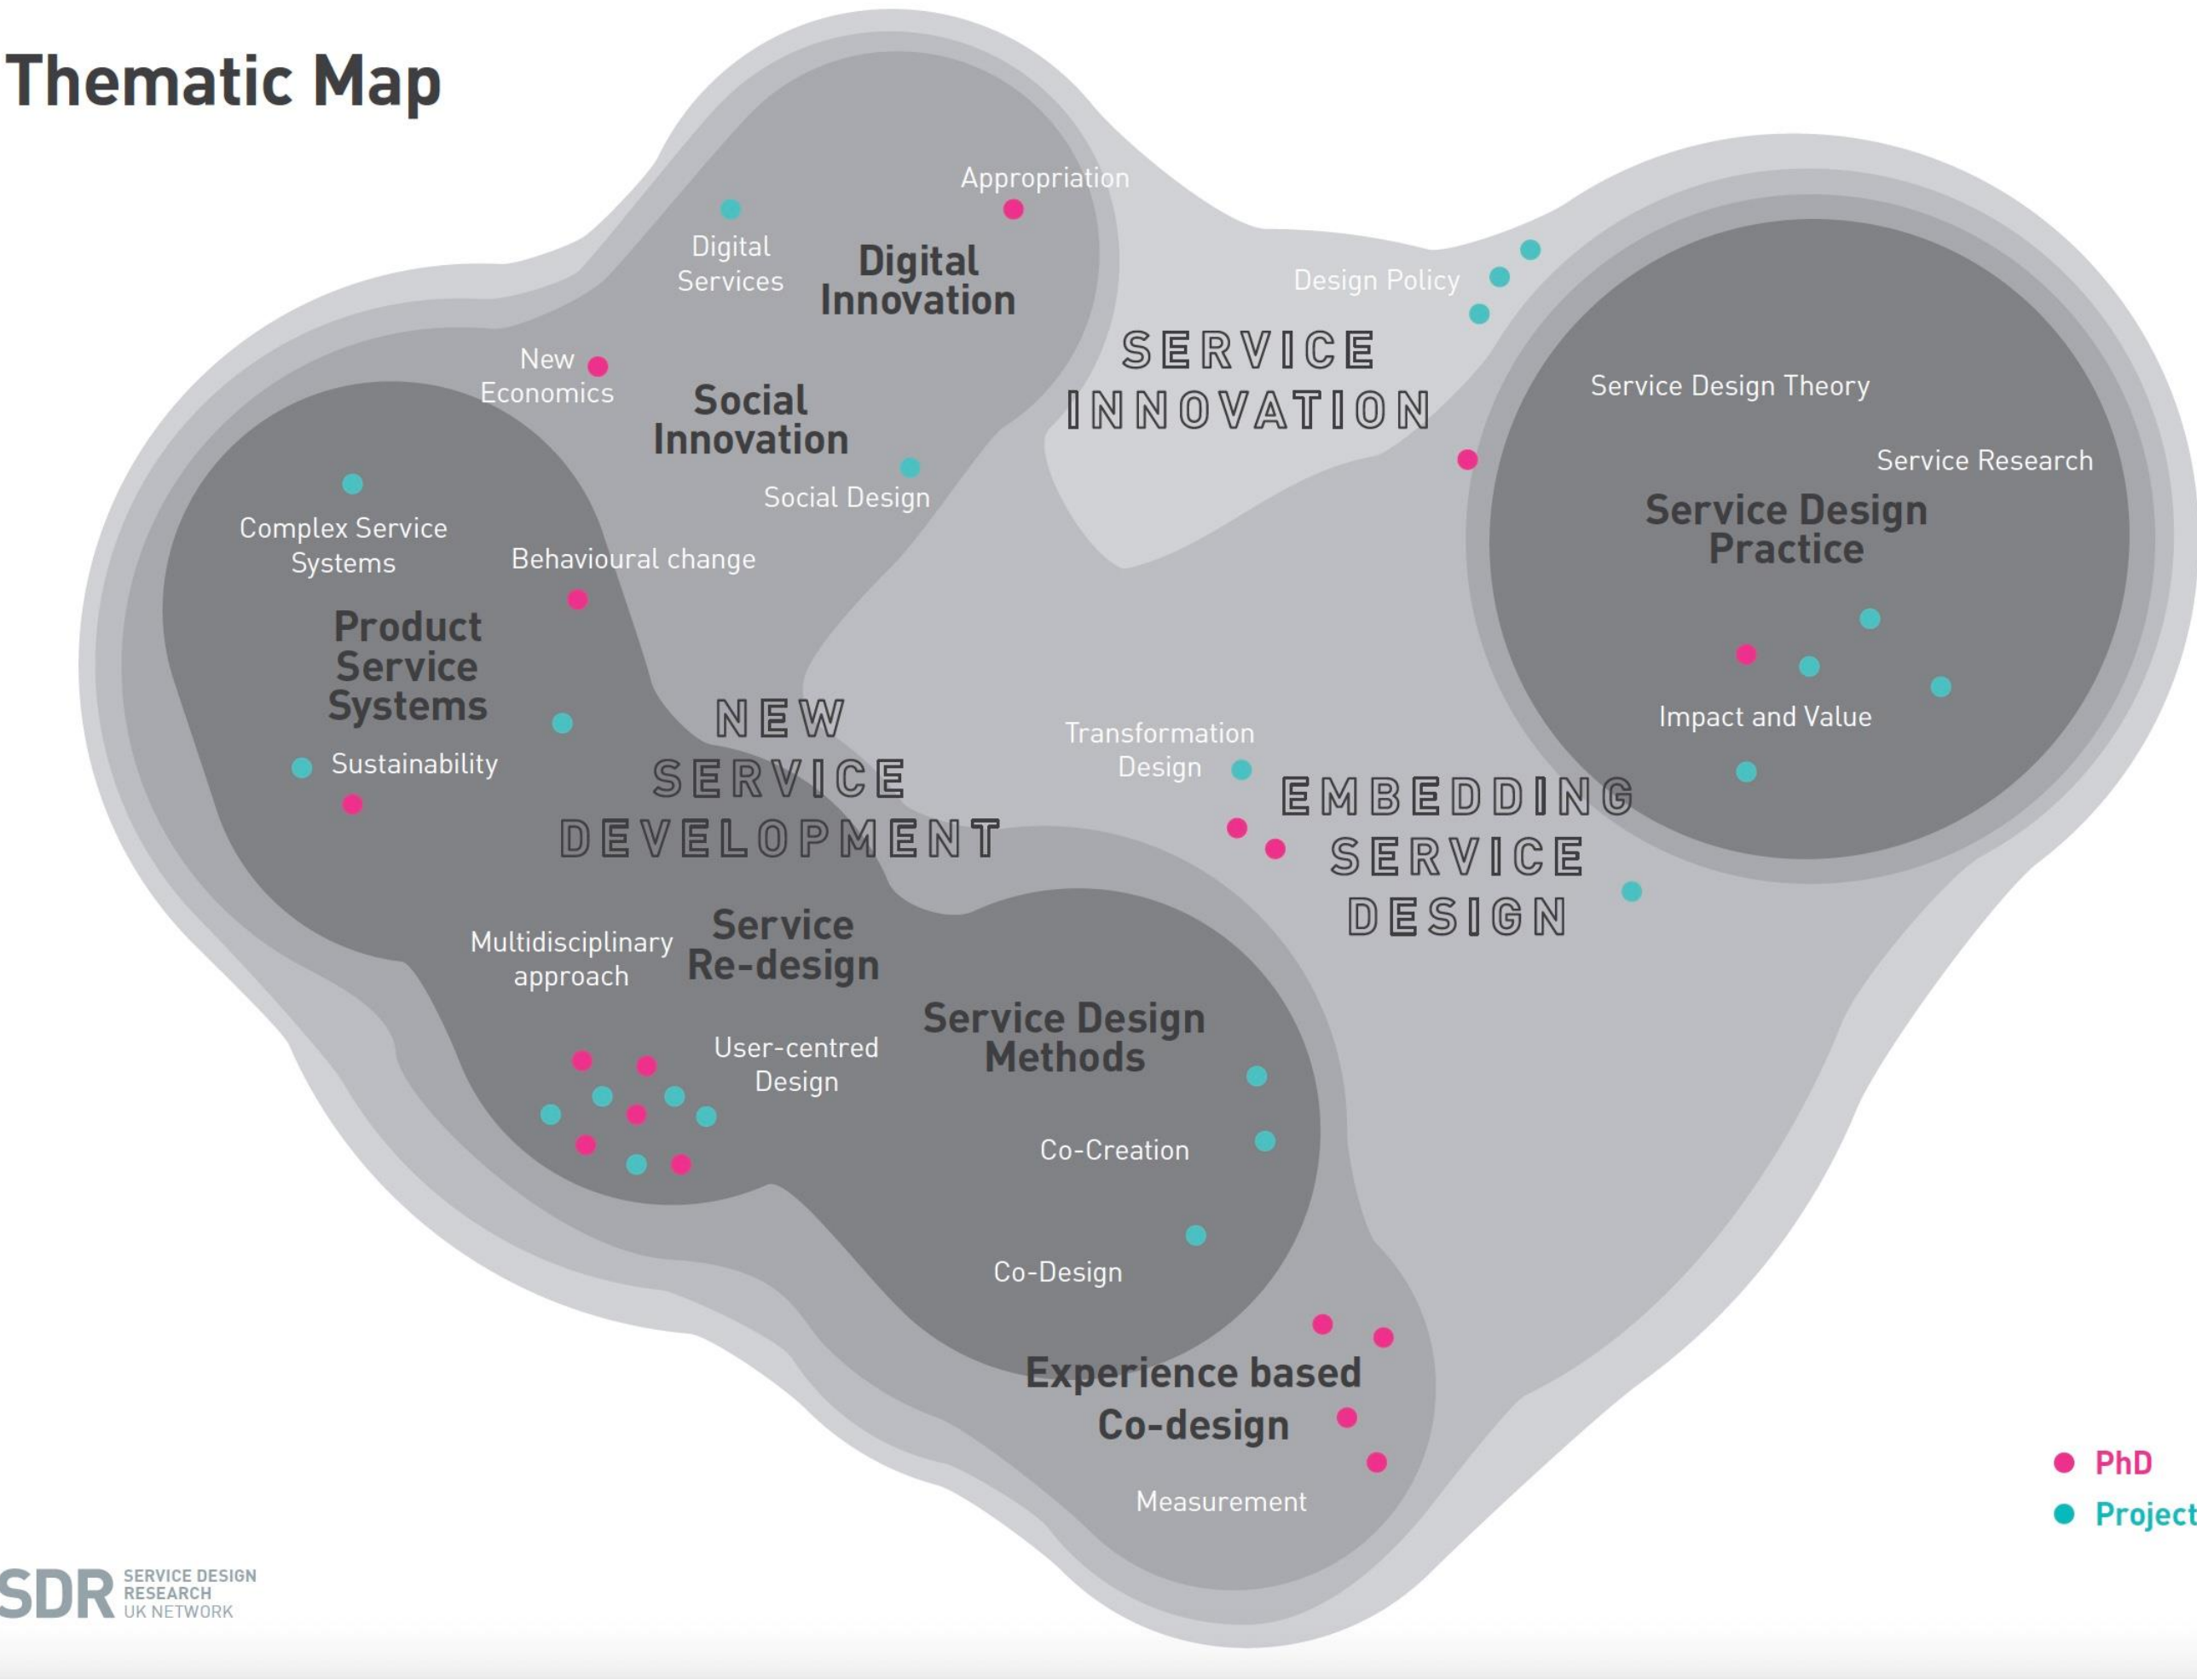 Thematic Map
Appropriation
Digital
Services
Digital
Innovation
Design Policy
SERVICE
INNOVATION
New
Economics
Social
Innovation
Social Design
Service Design Theory
Service Research
Service Design
Practice
Impact and Value
Complex Service
Systems
Behavioural change
Product
Service
Systems
Sustainability
NEW
SERVICE
DEVELOPMENT
Transformation
Design
EMBEDDING
SERVICE
DESIGN
Multidisciplinary
approach
Service
Re-design
User-centred
Design
Service Design
Methods
Co-Creation
Co-Design
Experience based
Co-design
Measurement
PhD
Project
SDR
SERVICE DESIGN
RESEARCH
UK NETWORK